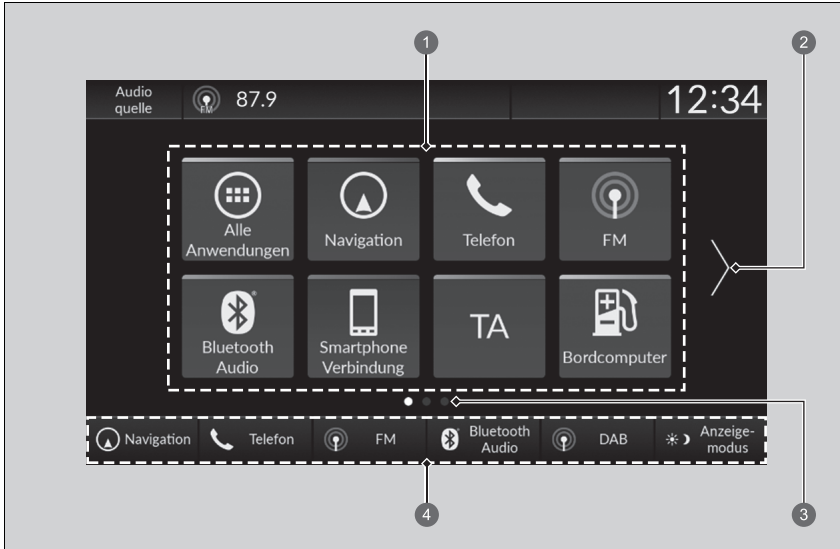 1
2
Audio
quelle
FM
87.9
12:34
Alle
Anwendungen
Navigation
Telefon
FM
Bluetooth®
Audio
Smartphone
Verbindung
TA
Bordcomputer
Navigation
Telefon
FM
Bluetooth
Audio
DAB
Anzeige-
modus
4
3